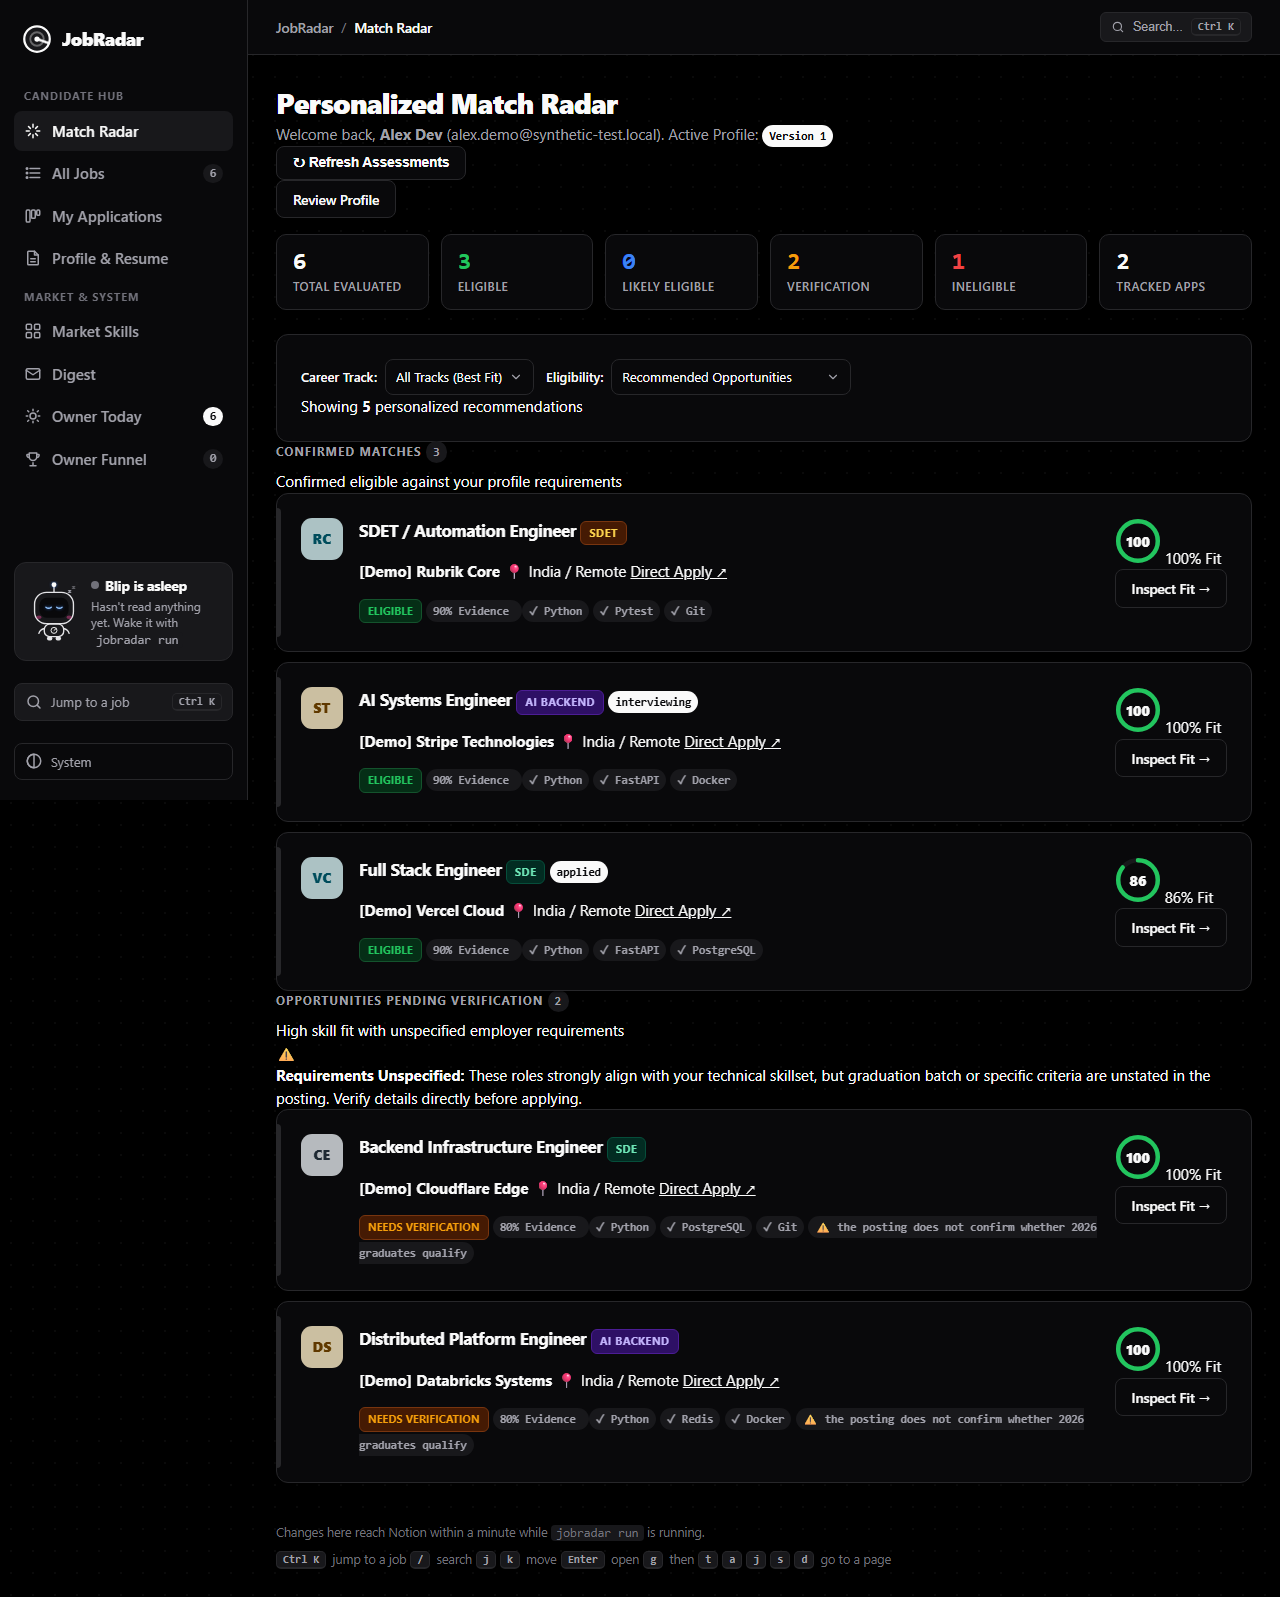 JobRadar
CANDIDATE HUB
Match Radar
All Jobs 6
My Applications
Profile & Resume
MARKET & SYSTEM
Market Skills
Digest
Owner Today 6
Owner Funnel 0
Blip is asleep
Hasn't read anything
yet. Wake it with
jobradar run
Jump to a job Ctrl K
System
JobRadar / Match Radar
Search... Ctrl K
Personalized Match Radar
Welcome back, Alex Dev (alex.demo@synthetic-test.local). Active Profile: Version 1
↻ Refresh Assessments
Review Profile
6
TOTAL EVALUATED
3
ELIGIBLE
0
LIKELY ELIGIBLE
2
VERIFICATION
1
INELIGIBLE
2
TRACKED APPS
Career Track: All Tracks (Best Fit) Eligibility: Recommended Opportunities
Showing 5 personalized recommendations
CONFIRMED MATCHES 3
Confirmed eligible against your profile requirements
RC
SDET / Automation Engineer SDET
[Demo] Rubrik Core 📍 India / Remote Direct Apply ↗
ELIGIBLE 90% Evidence ✓ Python ✓ Pytest ✓ Git
100 100% Fit
Inspect Fit →
ST
AI Systems Engineer AI BACKEND interviewing
[Demo] Stripe Technologies 📍 India / Remote Direct Apply ↗
ELIGIBLE 90% Evidence ✓ Python ✓ FastAPI ✓ Docker
100 100% Fit
Inspect Fit →
VC
Full Stack Engineer SDE applied
[Demo] Vercel Cloud 📍 India / Remote Direct Apply ↗
ELIGIBLE 90% Evidence ✓ Python ✓ FastAPI ✓ PostgreSQL
86 86% Fit
Inspect Fit →
OPPORTUNITIES PENDING VERIFICATION 2
High skill fit with unspecified employer requirements
⚠️
Requirements Unspecified: These roles strongly align with your technical skillset, but graduation batch or specific criteria are unstated in the
posting. Verify details directly before applying.
CE
Backend Infrastructure Engineer SDE
[Demo] Cloudflare Edge 📍 India / Remote Direct Apply ↗
NEEDS VERIFICATION 80% Evidence ✓ Python ✓ PostgreSQL ✓ Git ⚠️ the posting does not confirm whether 2026
graduates qualify
100 100% Fit
Inspect Fit →
DS
Distributed Platform Engineer AI BACKEND
[Demo] Databricks Systems 📍 India / Remote Direct Apply ↗
NEEDS VERIFICATION 80% Evidence ✓ Python ✓ Redis ✓ Docker ⚠️ the posting does not confirm whether 2026
graduates qualify
100 100% Fit
Inspect Fit →
Changes here reach Notion within a minute while jobradar run is running.
Ctrl K jump to a job / search j k move Enter open g then t a j s d go to a page